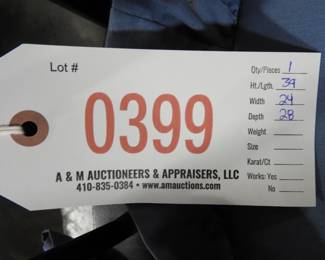 Lot #
0399
A & M AUCTIONEERS & APPRAISERS, LLC
410-835-0384 • www.amauctions.com
Qty/Pieces 1
Ht./Lgth. 39
Width 24
Depth 28
Weight
Size
Karat/Ct
Works: Yes
No